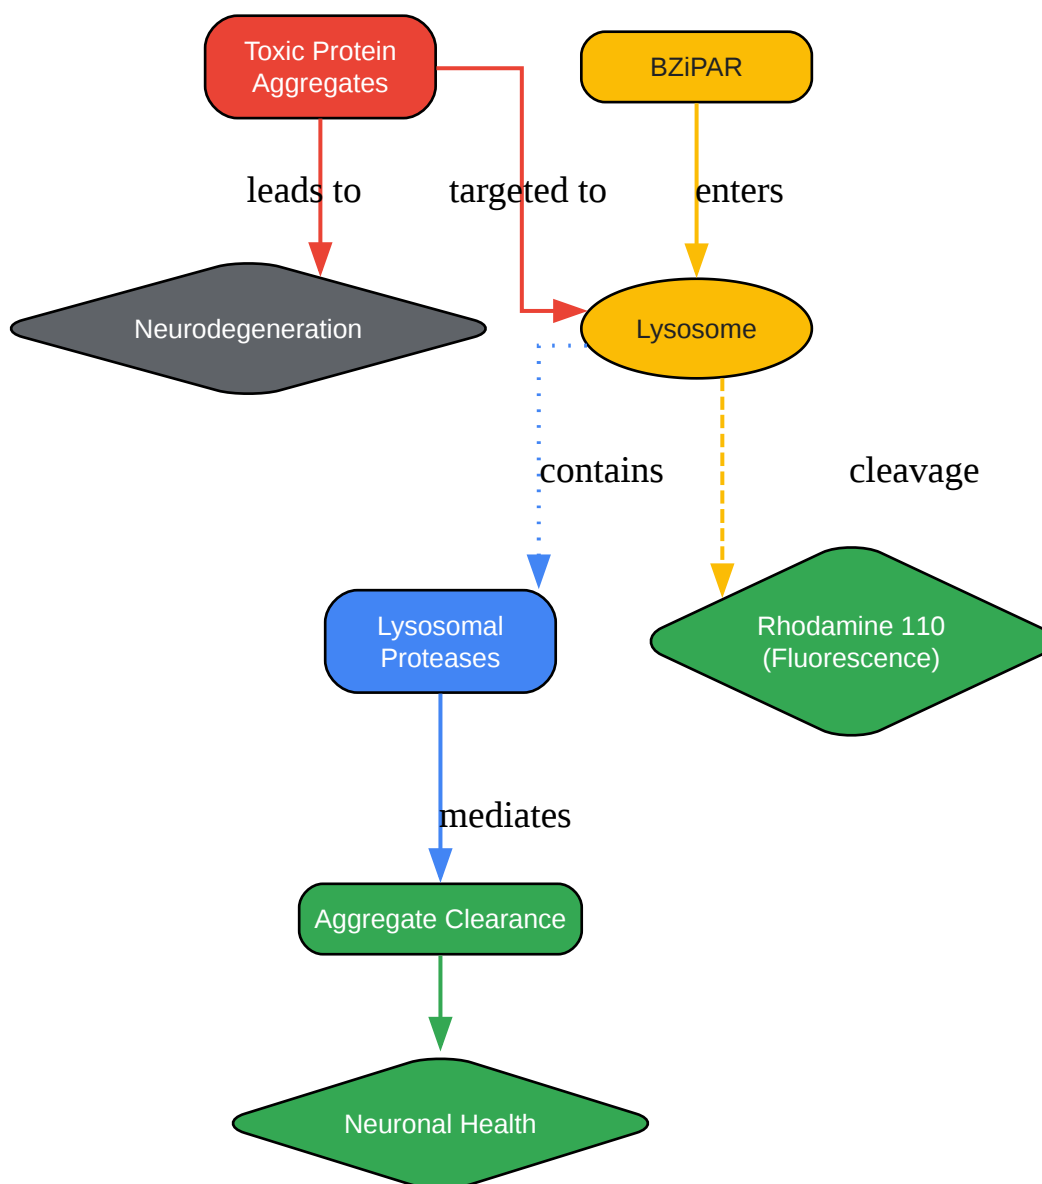 Toxic Protein
Aggregates
BZiPAR
leads to
targeted to
enters
Neurodegeneration
Lysosome
contains
cleavage
Lysosomal
Proteases
Rhodamine 110
(Fluorescence)
mediates
Aggregate Clearance
Neuronal Health